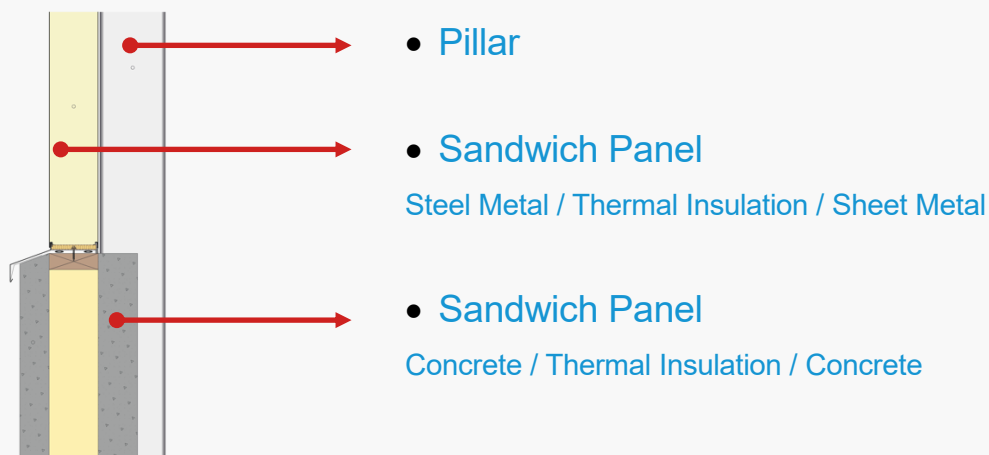 • Pillar
• Sandwich Panel
Steel Metal / Thermal Insulation / Sheet Metal
• Sandwich Panel
Concrete / Thermal Insulation / Concrete